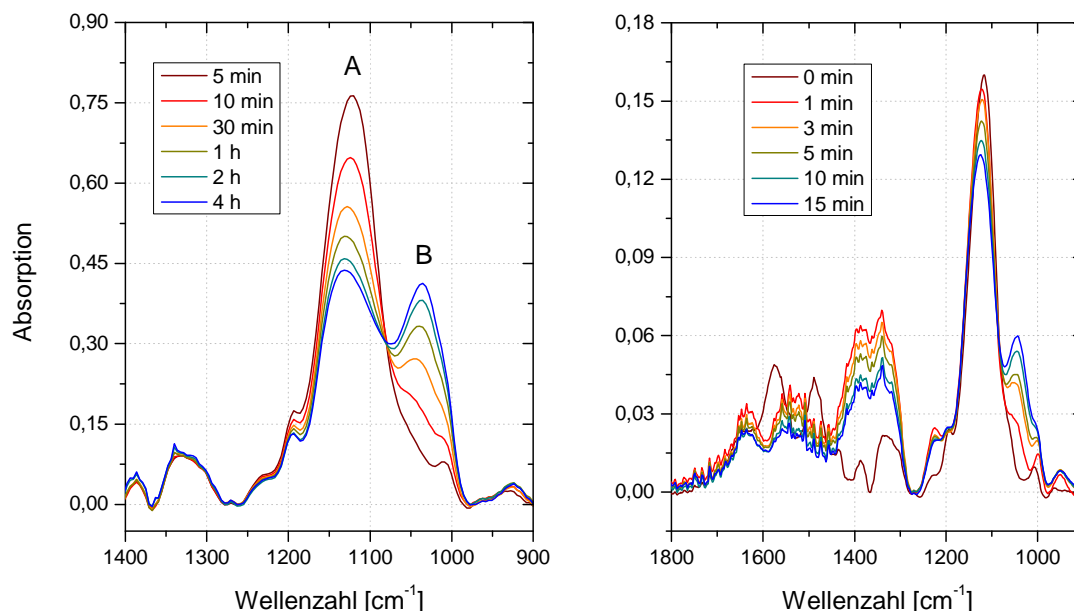 Absorption
0,90
0,75
0,60
0,45
0,30
0,15
0,00
5 min
10 min
30 min
1 h
2 h
4 h
A
B
1400 1300 1200 1100 1000 900
Wellenzahl [cm⁻¹]
0,18
0,15
0,12
0,09
0,06
0,03
0,00
0 min
1 min
3 min
5 min
10 min
15 min
1800 1600 1400 1200 1000
Wellenzahl [cm⁻¹]